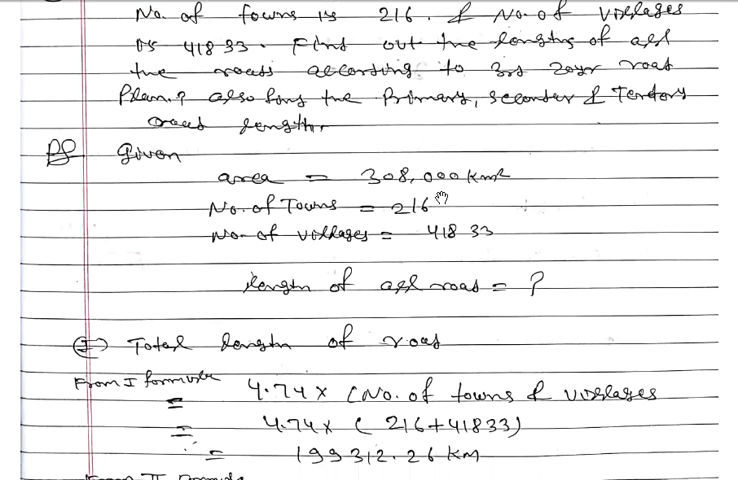 No. of towns is 216. & No. of Villages
is 41833. Find out the lengths of all
the roads according to 3rd 20yr road
Plan.? also find the Primary, Secondary & Tertiary
road length.
Given
area = 308,000 km²
No. of Towns = 216
No. of villages = 41833
length of all road = ?
I⇒ Total length of road
From I formula
= 4.74 × (No. of towns & villages
= 4.74 × ( 216+41833)
= 199312.26 KM